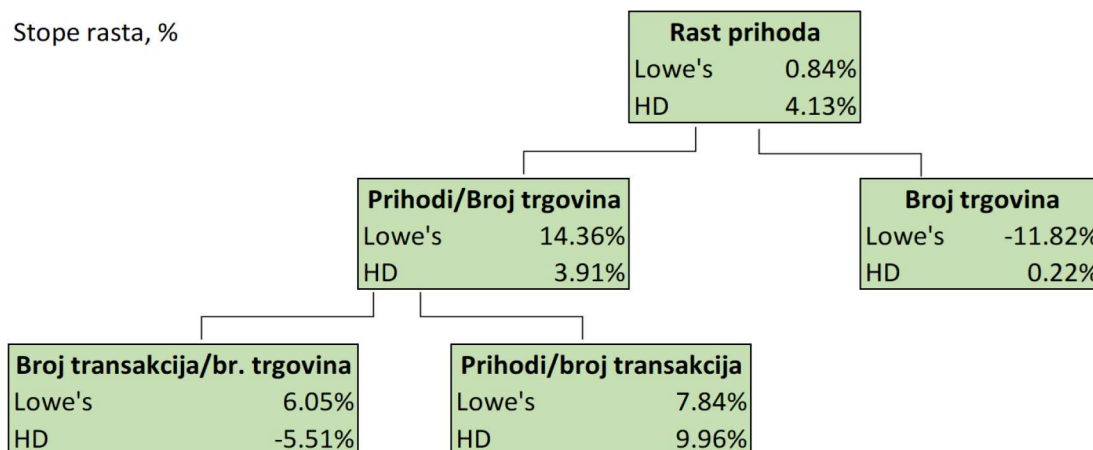 Stope rasta, %
Rast prihoda
Lowe's 0.84%
HD 4.13%
Prihodi/Broj trgovina
Lowe's 14.36%
HD 3.91%
Broj trgovina
Lowe's -11.82%
HD 0.22%
Broj transakcija/br. trgovina
Lowe's 6.05%
HD -5.51%
Prihodi/broj transakcija
Lowe's 7.84%
HD 9.96%